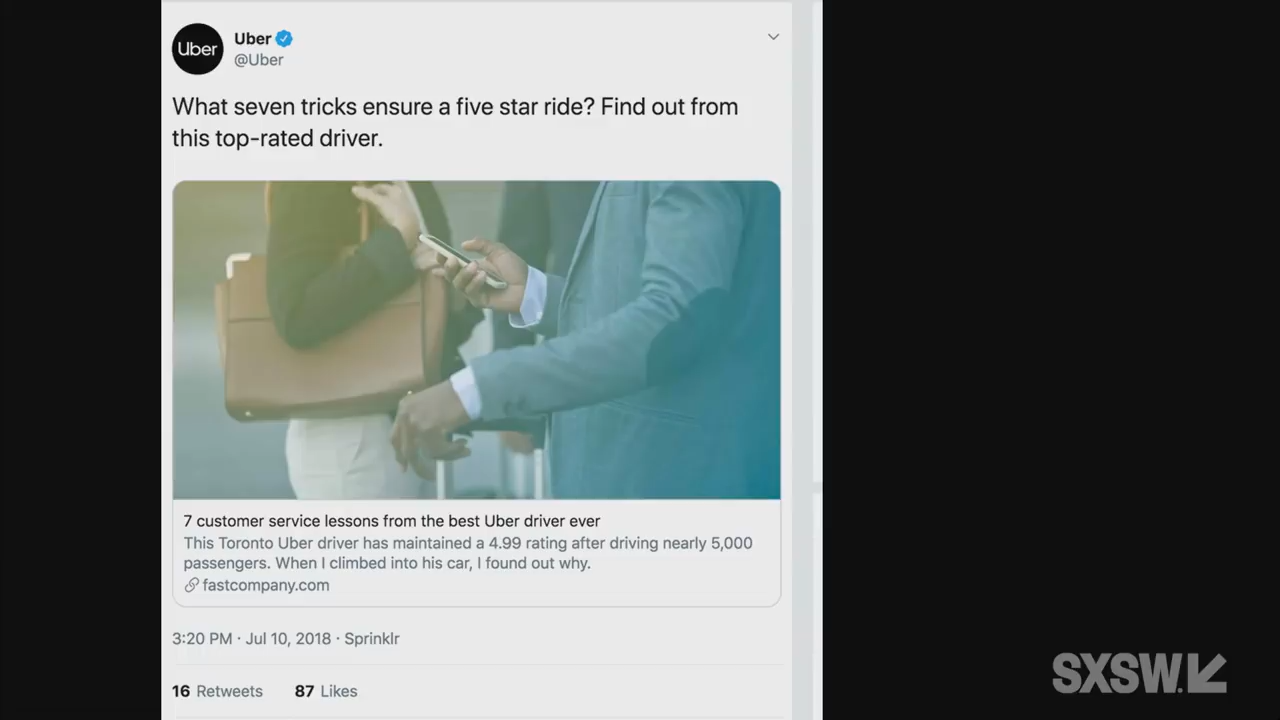 Uber
Uber
@Uber
What seven tricks ensure a five star ride? Find out from
this top-rated driver.
7 customer service lessons from the best Uber driver ever
This Toronto Uber driver has maintained a 4.99 rating after driving nearly 5,000
passengers. When I climbed into his car, I found out why.
fastcompany.com
3:20 PM · Jul 10, 2018 · Sprinklr
16 Retweets 87 Likes
SXSW.